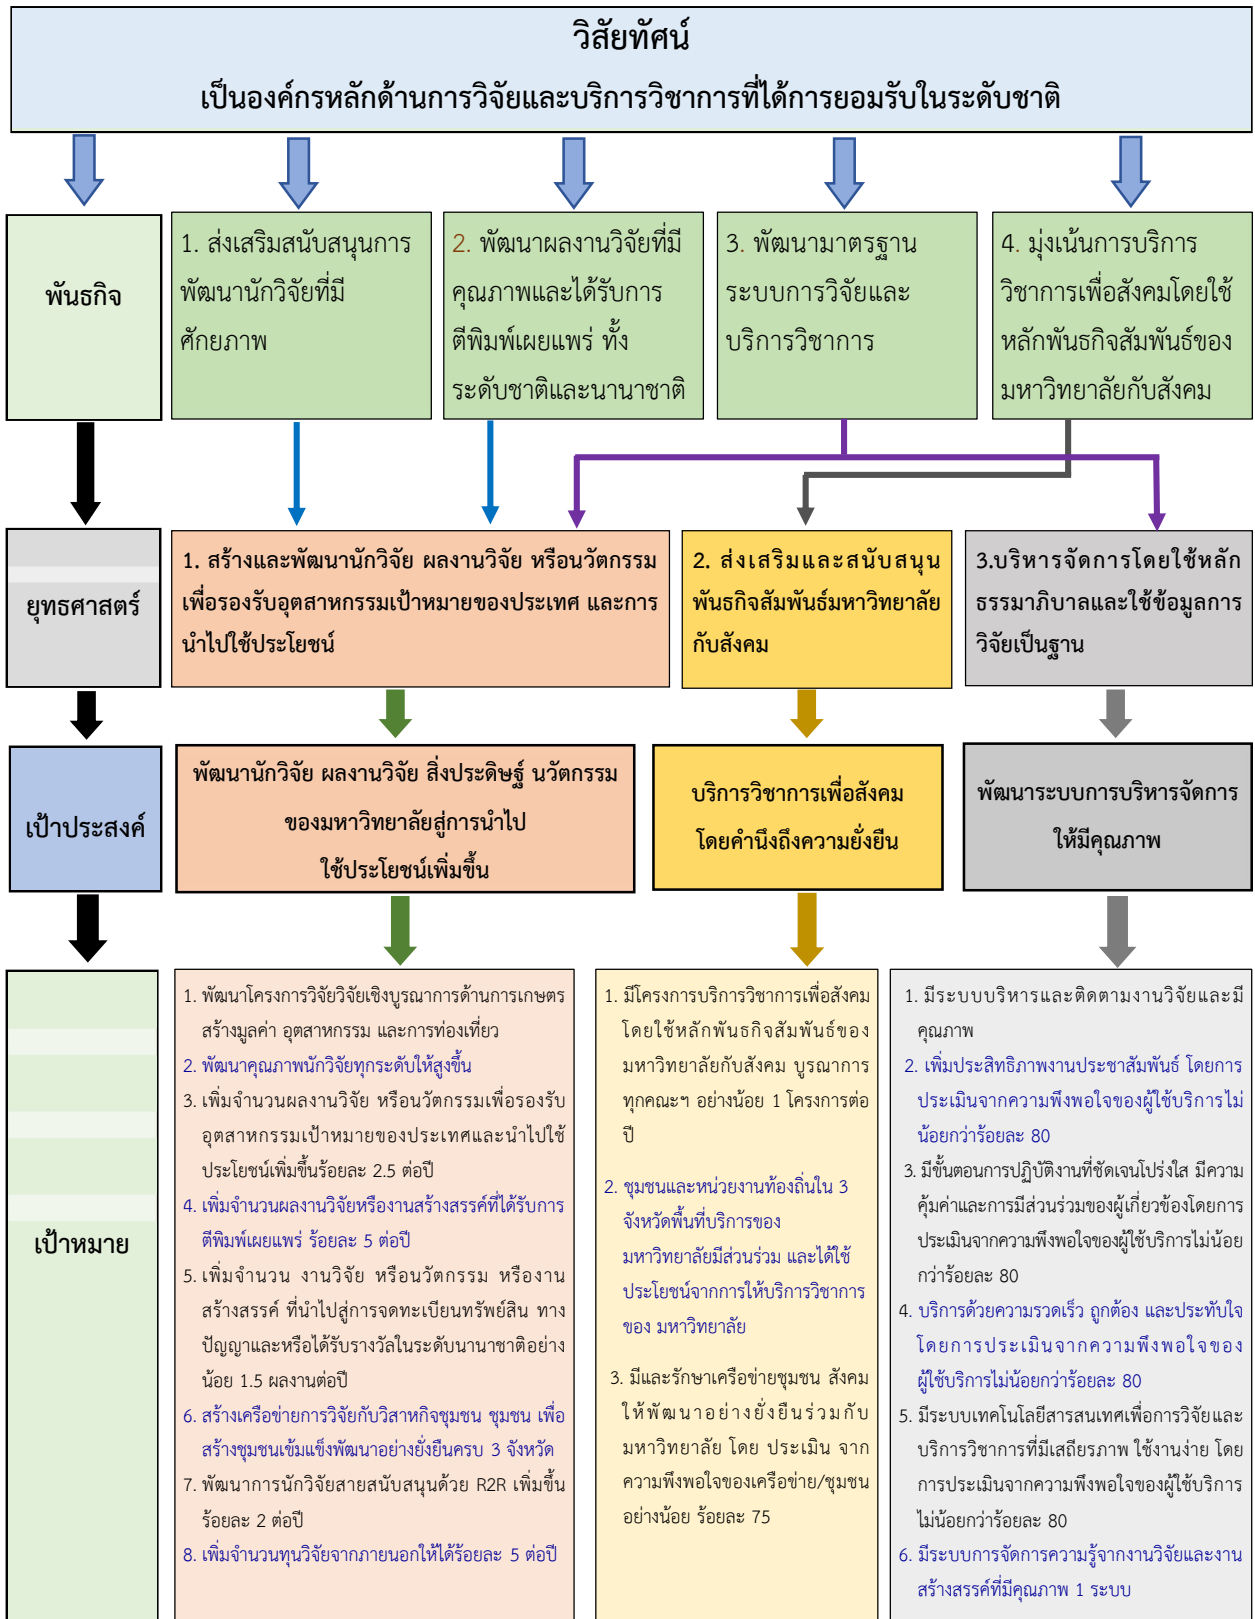 วิสัยทัศน์
เป็นองค์กรหลักด้านการวิจัยและบริการวิชาการที่ได้การยอมรับในระดับชาติ
พันธกิจ
1. ส่งเสริมสนับสนุนการ
พัฒนานักวิจัยที่มี
ศักยภาพ
2. พัฒนาผลงานวิจัยที่มี
คุณภาพและได้รับการ
ตีพิมพ์เผยแพร่ ทั้ง
ระดับชาติและนานาชาติ
3. พัฒนามาตรฐาน
ระบบการวิจัยและ
บริการวิชาการ
4. มุ่งเน้นการบริการ
วิชาการเพื่อสังคมโดยใช้
หลักพันธกิจสัมพันธ์ของ
มหาวิทยาลัยกับสังคม
ยุทธศาสตร์
1. สร้างและพัฒนานักวิจัย ผลงานวิจัย หรือนวัตกรรม
เพื่อรองรับอุตสาหกรรมเป้าหมายของประเทศ และการ
นำไปใช้ประโยชน์
2. ส่งเสริมและสนับสนุน
พันธกิจสัมพันธ์มหาวิทยาลัย
กับสังคม
3.บริหารจัดการโดยใช้หลัก
ธรรมาภิบาลและใช้ข้อมูลการ
วิจัยเป็นฐาน
เป้าประสงค์
พัฒนานักวิจัย ผลงานวิจัย สิ่งประดิษฐ์ นวัตกรรม
ของมหาวิทยาลัยสู่การนำไป
ใช้ประโยชน์เพิ่มขึ้น
บริการวิชาการเพื่อสังคม
โดยคำนึงถึงความยั่งยืน
พัฒนาระบบการบริหารจัดการ
ให้มีคุณภาพ
เป้าหมาย
1. พัฒนาโครงการวิจัยวิจัยเชิงบูรณาการด้านการเกษตร
สร้างมูลค่า อุตสาหกรรม และการท่องเที่ยว
2. พัฒนาคุณภาพนักวิจัยทุกระดับให้สูงขึ้น
3. เพิ่มจำนวนผลงานวิจัย หรือนวัตกรรมเพื่อรองรับ
อุตสาหกรรมเป้าหมายของประเทศและนำไปใช้
ประโยชน์เพิ่มขึ้นร้อยละ 2.5 ต่อปี
4. เพิ่มจำนวนผลงานวิจัยหรืองานสร้างสรรค์ที่ได้รับการ
ตีพิมพ์เผยแพร่ ร้อยละ 5 ต่อปี
5. เพิ่มจำนวน งานวิจัย หรือนวัตกรรม หรืองาน
สร้างสรรค์ ที่นำไปสู่การจดทะเบียนทรัพย์สิน ทาง
ปัญญาและหรือได้รับรางวัลในระดับนานาชาติอย่าง
น้อย 1.5 ผลงานต่อปี
6. สร้างเครือข่ายการวิจัยกับวิสาหกิจชุมชน ชุมชน เพื่อ
สร้างชุมชนเข้มแข็งพัฒนาอย่างยั่งยืนครบ 3 จังหวัด
7. พัฒนาการนักวิจัยสายสนับสนุนด้วย R2R เพิ่มขึ้น
ร้อยละ 2 ต่อปี
8. เพิ่มจำนวนทุนวิจัยจากภายนอกให้ได้ร้อยละ 5 ต่อปี
1. มีโครงการบริการวิชาการเพื่อสังคม
โดยใช้หลักพันธกิจสัมพันธ์ของ
มหาวิทยาลัยกับสังคม บูรณาการ
ทุกคณะฯ อย่างน้อย 1 โครงการต่อ
ปี
2. ชุมชนและหน่วยงานท้องถิ่นใน 3
จังหวัดพื้นที่บริการของ
มหาวิทยาลัยมีส่วนร่วม และได้ใช้
ประโยชน์จากการให้บริการวิชาการ
ของ มหาวิทยาลัย
3. มีและรักษาเครือข่ายชุมชน สังคม
ให้พัฒนาอย่างยั่งยืนร่วมกับ
มหาวิทยาลัย โดย ประเมิน จาก
ความพึงพอใจของเครือข่าย/ชุมชน
อย่างน้อย ร้อยละ 75
1. มีระบบบริหารและติดตามงานวิจัยและมี
คุณภาพ
2. เพิ่มประสิทธิภาพงานประชาสัมพันธ์ โดยการ
ประเมินจากความพึงพอใจของผู้ใช้บริการไม่
น้อยกว่าร้อยละ 80
3. มีขั้นตอนการปฏิบัติงานที่ชัดเจนโปร่งใส มีความ
คุ้มค่าและการมีส่วนร่วมของผู้เกี่ยวข้องโดยการ
ประเมินจากความพึงพอใจของผู้ใช้บริการไม่น้อย
กว่าร้อยละ 80
4. บริการด้วยความรวดเร็ว ถูกต้อง และประทับใจ
โดยการประเมินจากความพึงพอใจของ
ผู้ใช้บริการไม่น้อยกว่าร้อยละ 80
5. มีระบบเทคโนโลยีสารสนเทศเพื่อการวิจัยและ
บริการวิชาการที่มีเสถียรภาพ ใช้งานง่าย โดย
การประเมินจากความพึงพอใจของผู้ใช้บริการ
ไม่น้อยกว่าร้อยละ 80
6. มีระบบการจัดการความรู้จากงานวิจัยและงาน
สร้างสรรค์ที่มีคุณภาพ 1 ระบบ